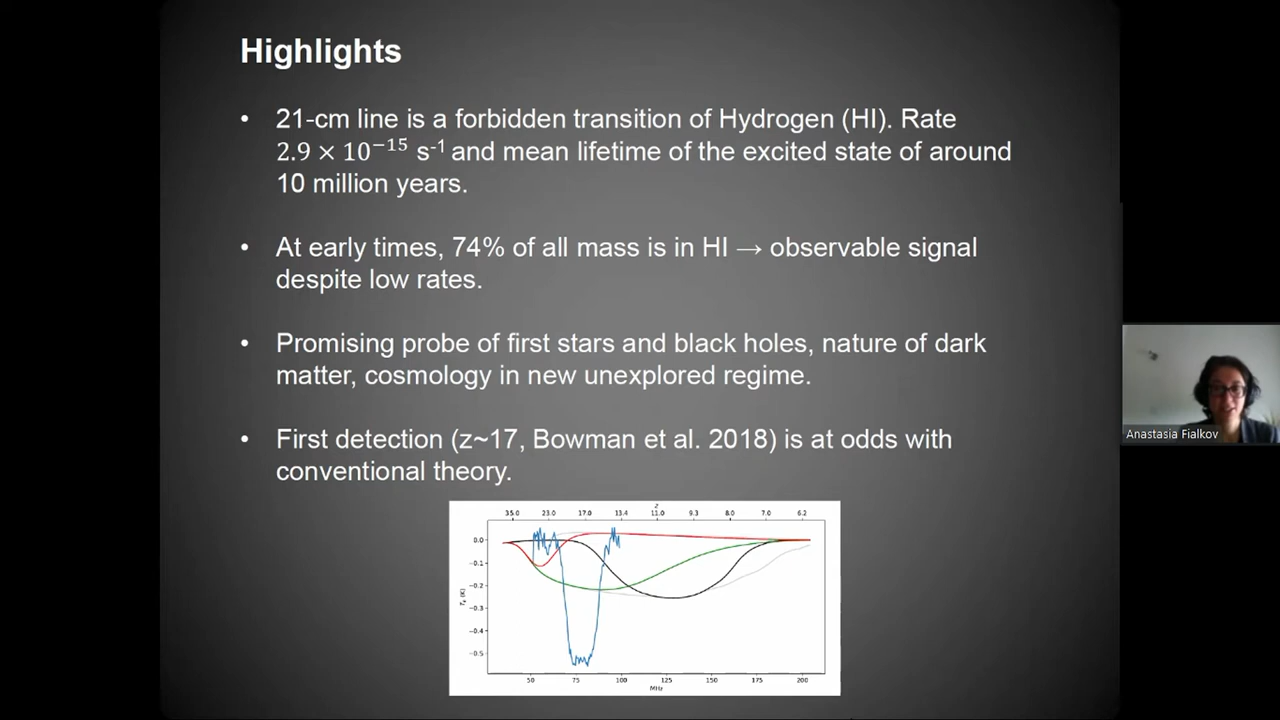 Highlights
• 21-cm line is a forbidden transition of Hydrogen (HI). Rate
2.9 × 10⁻¹⁵ s⁻¹ and mean lifetime of the excited state of around
10 million years.
• At early times, 74% of all mass is in HI → observable signal
despite low rates.
• Promising probe of first stars and black holes, nature of dark
matter, cosmology in new unexplored regime.
• First detection (z~17, Bowman et al. 2018) is at odds with
conventional theory.
z
35.0 23.0 17.0 13.4 11.0 9.3 8.0 7.0 6.2
0.0
−0.1
−0.2
−0.3
−0.4
−0.5
50 75 100 125 150 175 200
MHz
Anastasia Fialkov